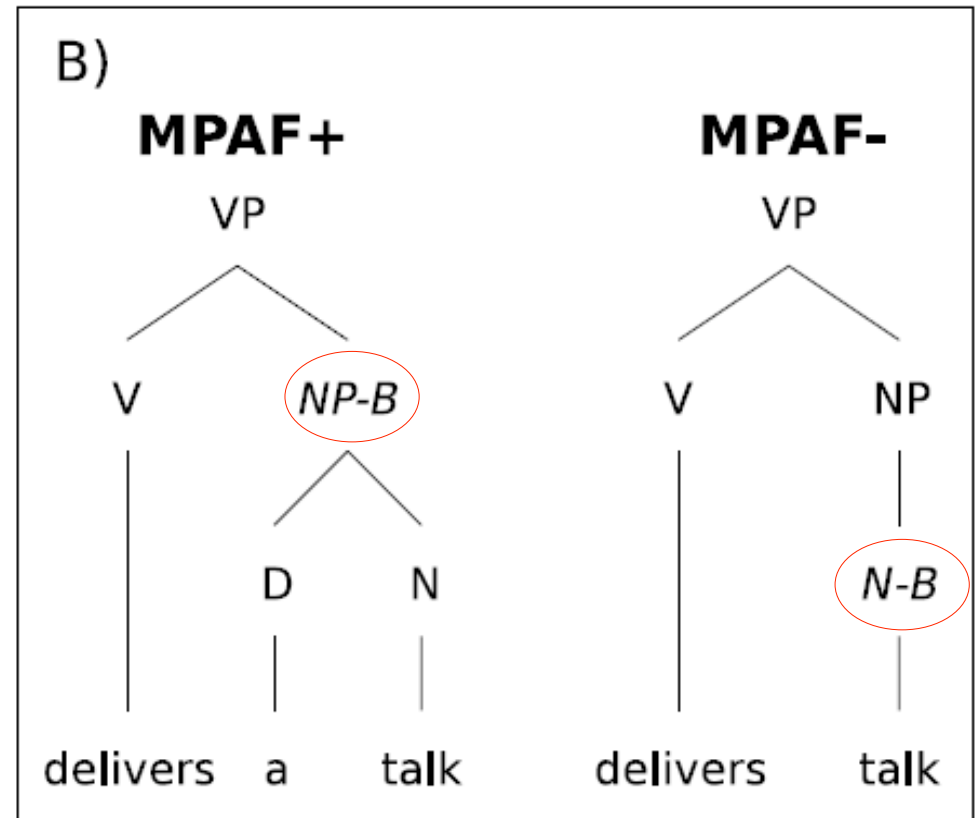 B)
MPAF+ MPAF-
VP VP
V NP-B V NP
D N N-B
delivers a talk delivers talk